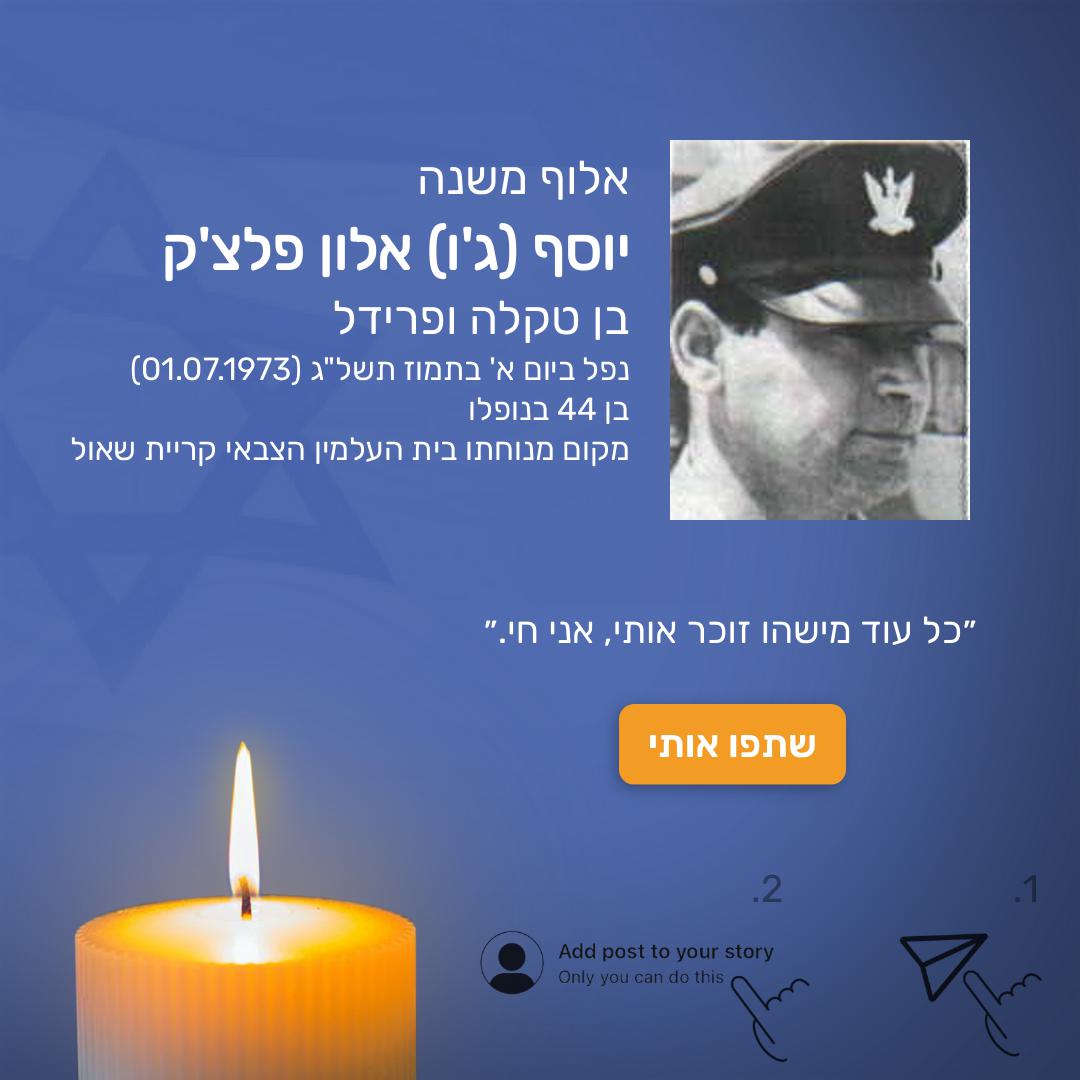 אלוף משנה
יוסף (ג'ו) אלון פלצ'ק
בן טקלה ופרידל
נפל ביום א' בתמוז תשל"ג (01.07.1973)
בן 44 בנופלו
מקום מנוחתו בית העלמין הצבאי קריית שאול
״כל עוד מישהו זוכר אותי, אני חי.״
שתפו אותי
1.
2.
Add post to your story
Only you can do this